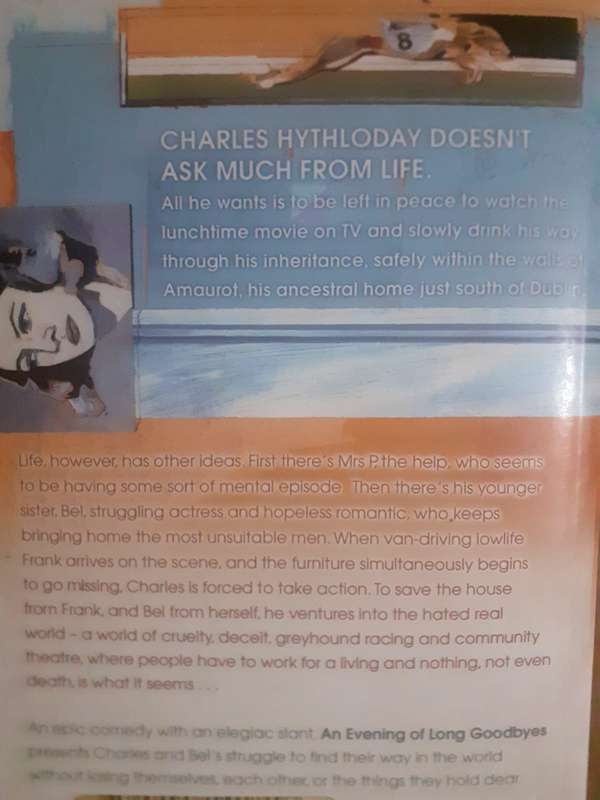 8
CHARLES HYTHLODAY DOESN'T
ASK MUCH FROM LIFE.
All he wants is to be left in peace to watch the
lunchtime movie on TV and slowly drink his way
through his inheritance, safely within the walls of
Amaurot, his ancestral home just south of Dublin.
Life, however, has other ideas. First there's Mrs P the help, who seems
to be having some sort of mental episode. Then there's his younger
sister, Bel, struggling actress and hopeless romantic, who keeps
bringing home the most unsuitable men. When van-driving lowlife
Frank arrives on the scene, and the furniture simultaneously begins
to go missing, Charles is forced to take action. To save the house
from Frank, and Bel from herself, he ventures into the hated real
world – a world of cruelty, deceit, greyhound racing and community
theatre, where people have to work for a living and nothing, not even
death, is what it seems . . .
An epic comedy with an elegiac slant, An Evening of Long Goodbyes
presents Charles and Bel's struggle to find their way in the world
without losing themselves, each other, or the things they hold dear.